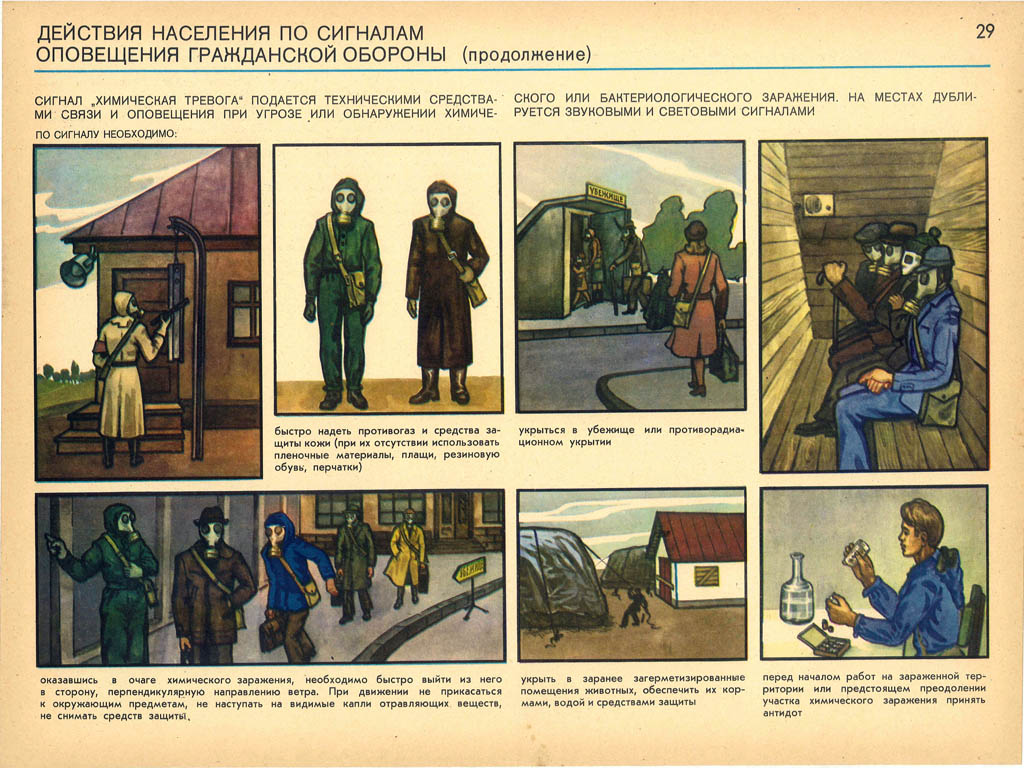 ДЕЙСТВИЯ НАСЕЛЕНИЯ ПО СИГНАЛАМ
ОПОВЕЩЕНИЯ ГРАЖДАНСКОЙ ОБОРОНЫ (продолжение)
29
СИГНАЛ „ХИМИЧЕСКАЯ ТРЕВОГА“ ПОДАЕТСЯ ТЕХНИЧЕСКИМИ СРЕДСТВА-
МИ СВЯЗИ И ОПОВЕЩЕНИЯ ПРИ УГРОЗЕ ИЛИ ОБНАРУЖЕНИИ ХИМИЧЕ-
СКОГО ИЛИ БАКТЕРИОЛОГИЧЕСКОГО ЗАРАЖЕНИЯ. НА МЕСТАХ ДУБЛИ-
РУЕТСЯ ЗВУКОВЫМИ И СВЕТОВЫМИ СИГНАЛАМИ
ПО СИГНАЛУ НЕОБХОДИМО:
УБЕЖИЩЕ
быстро надеть противогаз и средства за-
щиты кожи (при их отсутствии использовать
пленочные материалы, плащи, резиновую
обувь, перчатки)
укрыться в убежище или противорадиа-
ционном укрытии
УБЕЖИЩЕ
оказавшись в очаге химического заражения, необходимо быстро выйти из него
в сторону, перпендикулярную направлению ветра. При движении не прикасаться
к окружающим предметам, не наступать на видимые капли отравляющих веществ,
не снимать средств защиты.
укрыть в заранее загерметизированные
помещения животных, обеспечить их кор-
мами, водой и средствами защиты
перед началом работ на зараженной тер-
ритории или предстоящем преодолении
участка химического заражения принять
антидот